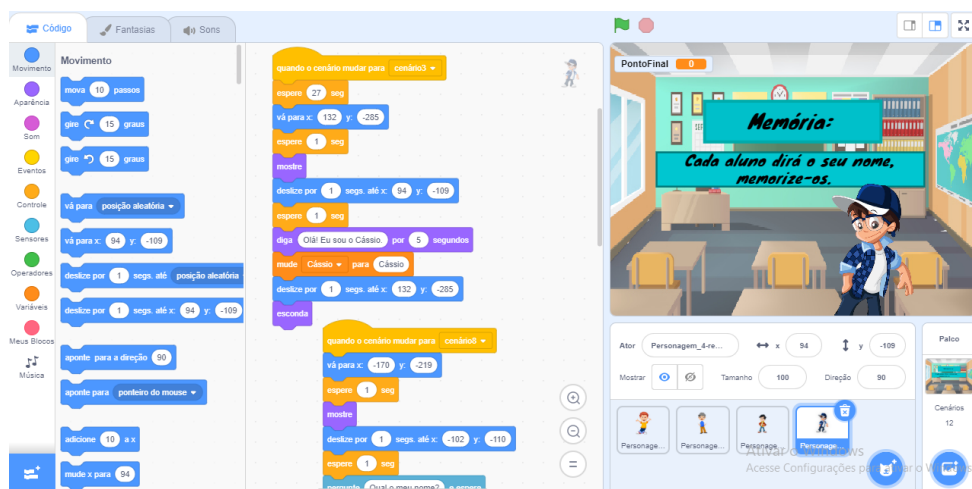 Código
Fantasias
Sons
Movimento
Aparência
Som
Eventos
Controle
Sensores
Operadores
Variáveis
Meus Blocos
Música
Movimento
mova 10 passos
gire 15 graus
gire 15 graus
vá para posição aleatória
vá para x: 94 y: -109
deslize por 1 segs. até posição aleatória
deslize por 1 segs. até x: 94 y: -109
aponte para a direção 90
aponte para ponteiro do mouse
adicione 10 a x
mude x para 94
quando o cenário mudar para cenário3
espere 27 seg
vá para x: 132 y: -285
espere 1 seg
mostre
deslize por 1 segs. até x: 94 y: -109
espere 1 seg
diga Olá! Eu sou o Cássio. por 5 segundos
mude Cássio para Cássio
deslize por 1 segs. até x: 132 y: -285
esconda
quando o cenário mudar para cenário8
vá para x: -170 y: -219
espere 1 seg
mostre
deslize por 1 segs. até x: -102 y: -110
espere 1 seg
pergunte Qual o meu nome? e espera
PontoFinal 0
Memória:
Cada aluno dirá o seu nome,
memorize-os.
Ator Personagem_4-re... x 94 y -109
Mostrar Tamanho 100 Direção 90
Personage...
Personage...
Personage...
Personage...
Palco
Cenários
12
Ativar o Windows
Acesse Configurações